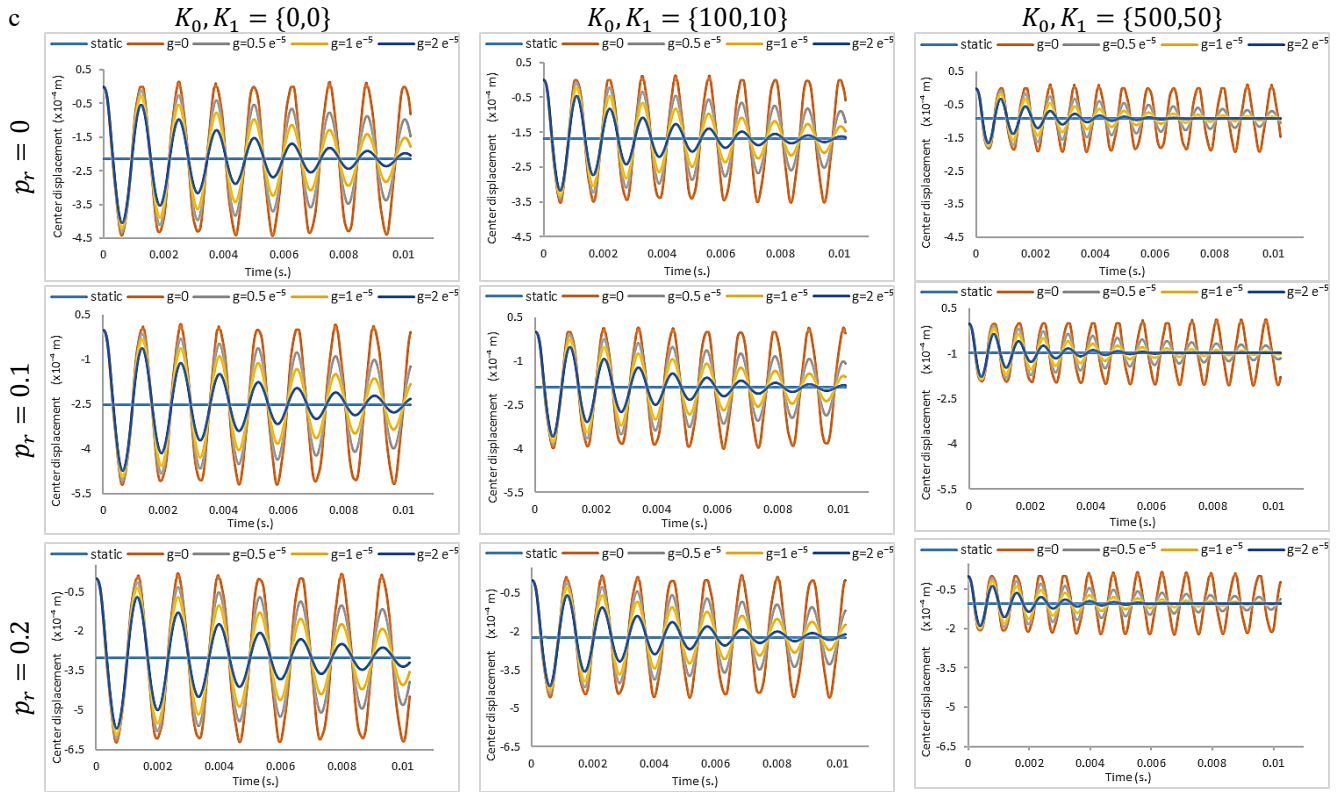 c
K₀, K₁ = {0,0}
K₀, K₁ = {100,10}
K₀, K₁ = {500,50}
p_r = 0
static g=0 g=0.5 e⁻⁵ g=1 e⁻⁵ g=2 e⁻⁵
Center displacement (x10⁻⁴ m)
0.5
-0.5
-1.5
-2.5
-3.5
-4.5
0 0.002 0.004 0.006 0.008 0.01
Time (s.)
static g=0 g=0.5 e⁻⁵ g=1 e⁻⁵ g=2 e⁻⁵
Center displacement (x10⁻⁴ m)
0.5
-0.5
-1.5
-2.5
-3.5
-4.5
0 0.002 0.004 0.006 0.008 0.01
Time (s.)
static g=0 g=0.5 e⁻⁵ g=1 e⁻⁵ g=2 e⁻⁵
Center displacement (x10⁻⁴ m)
0.5
-0.5
-1.5
-2.5
-3.5
-4.5
0 0.002 0.004 0.006 0.008 0.01
Time (s.)
p_r = 0.1
static g=0 g=0.5 e⁻⁵ g=1 e⁻⁵ g=2 e⁻⁵
Center displacement (x10⁻⁴ m)
0.5
-1
-2.5
-4
-5.5
0 0.002 0.004 0.006 0.008 0.01
Time (s.)
static g=0 g=0.5 e⁻⁵ g=1 e⁻⁵ g=2 e⁻⁵
Center displacement (x10⁻⁴ m)
0.5
-1
-2.5
-4
-5.5
0 0.002 0.004 0.006 0.008 0.01
Time (s.)
static g=0 g=0.5 e⁻⁵ g=1 e⁻⁵ g=2 e⁻⁵
Center displacement (x10⁻⁴ m)
0.5
-1
-2.5
-4
-5.5
0 0.002 0.004 0.006 0.008 0.01
Time (s.)
p_r = 0.2
static g=0 g=0.5 e⁻⁵ g=1 e⁻⁵ g=2 e⁻⁵
Center displacement (x10⁻⁴ m)
-0.5
-2
-3.5
-5
-6.5
0 0.002 0.004 0.006 0.008 0.01
Time (s.)
static g=0 g=0.5 e⁻⁵ g=1 e⁻⁵ g=2 e⁻⁵
Center displacement (x10⁻⁴ m)
-0.5
-2
-3.5
-5
-6.5
0 0.002 0.004 0.006 0.008 0.01
Time (s.)
static g=0 g=0.5 e⁻⁵ g=1 e⁻⁵ g=2 e⁻⁵
Center displacement (x10⁻⁴ m)
-0.5
-2
-3.5
-5
-6.5
0 0.002 0.004 0.006 0.008 0.01
Time (s.)